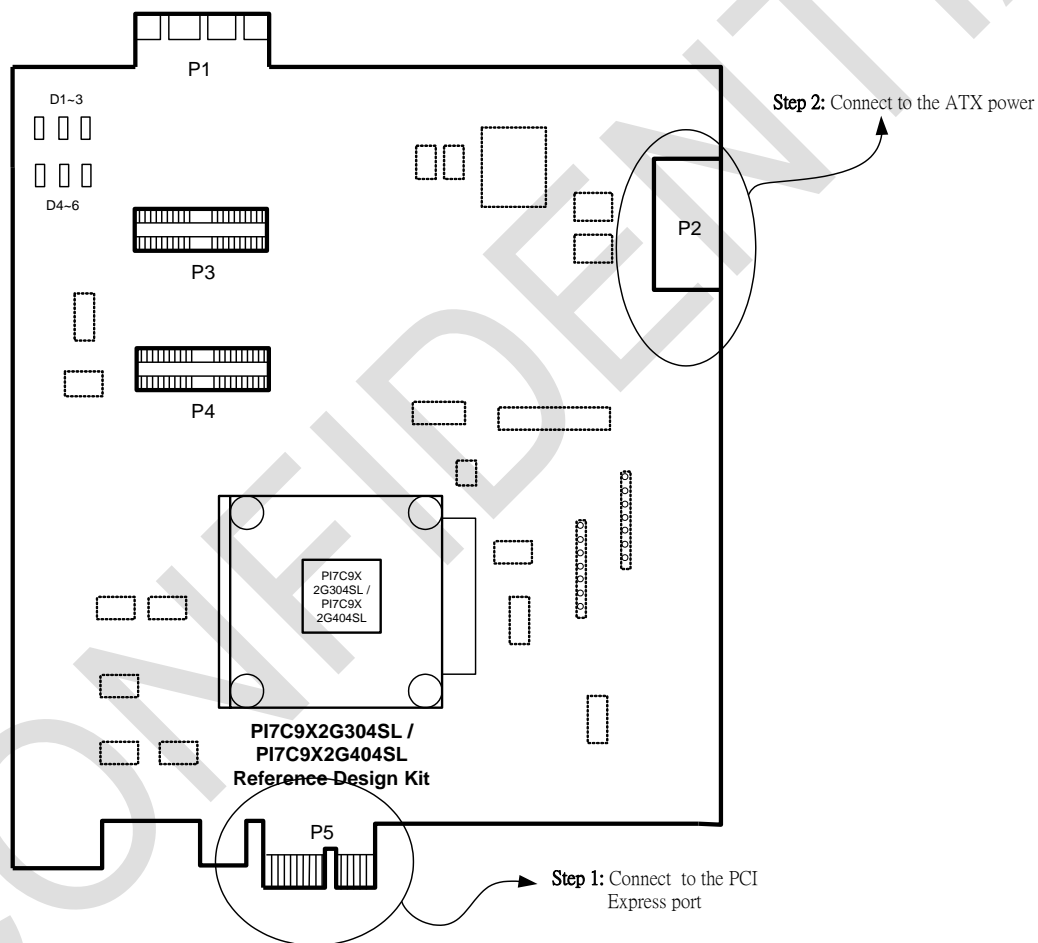 P1
D1~3
Step 2: Connect to the ATX power
D4~6
P2
P3
P4
PI7C9X
2G304SL /
PI7C9X
2G404SL
PI7C9X2G304SL /
PI7C9X2G404SL
Reference Design Kit
P5
Step 1: Connect to the PCI
Express port
CONFIDENTIA